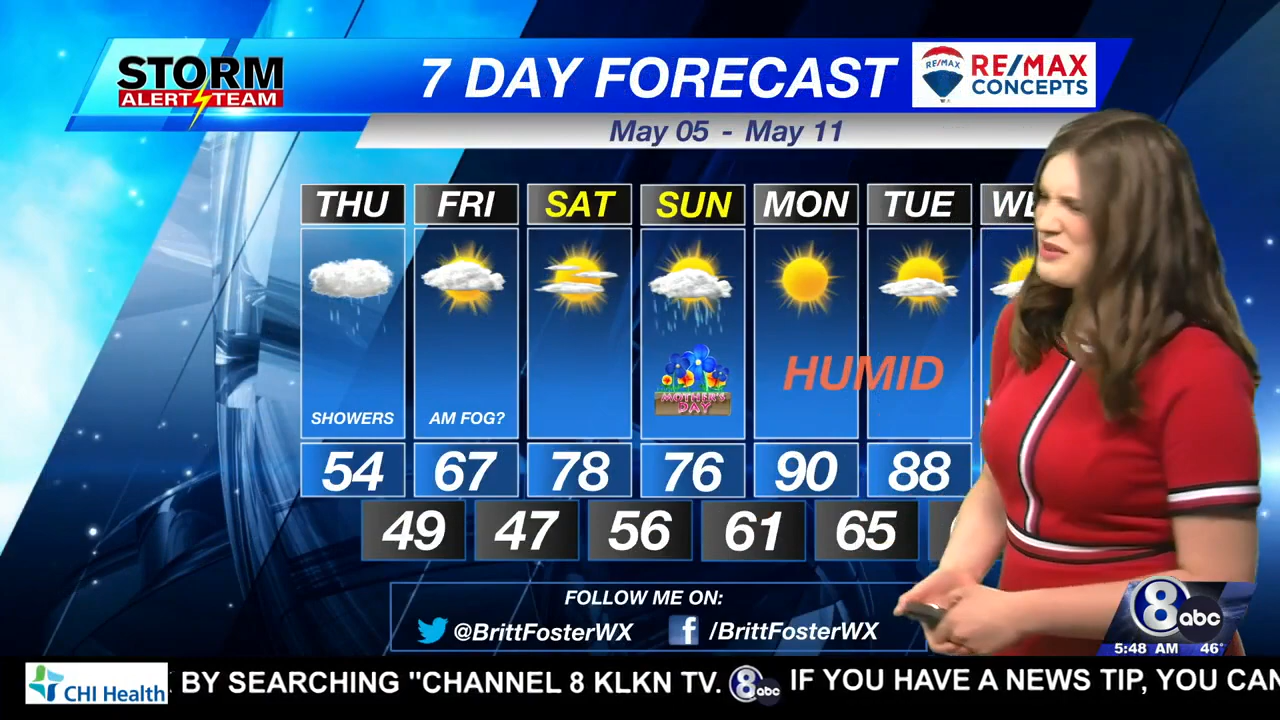 STORM
ALERT TEAM
7 DAY FORECAST
RE/MAX
RE/MAX
CONCEPTS
May 05 - May 11
THU FRI SAT SUN MON TUE
HUMID
MOTHER'S
DAY
SHOWERS AM FOG?
54 67 78 76 90 88
49 47 56 61 65
FOLLOW ME ON:
@BrittFosterWX /BrittFosterWX
8 abc
5:48 AM 46°
CHI Health BY SEARCHING "CHANNEL 8 KLKN TV. 8 abc IF YOU HAVE A NEWS TIP, YOU CAN